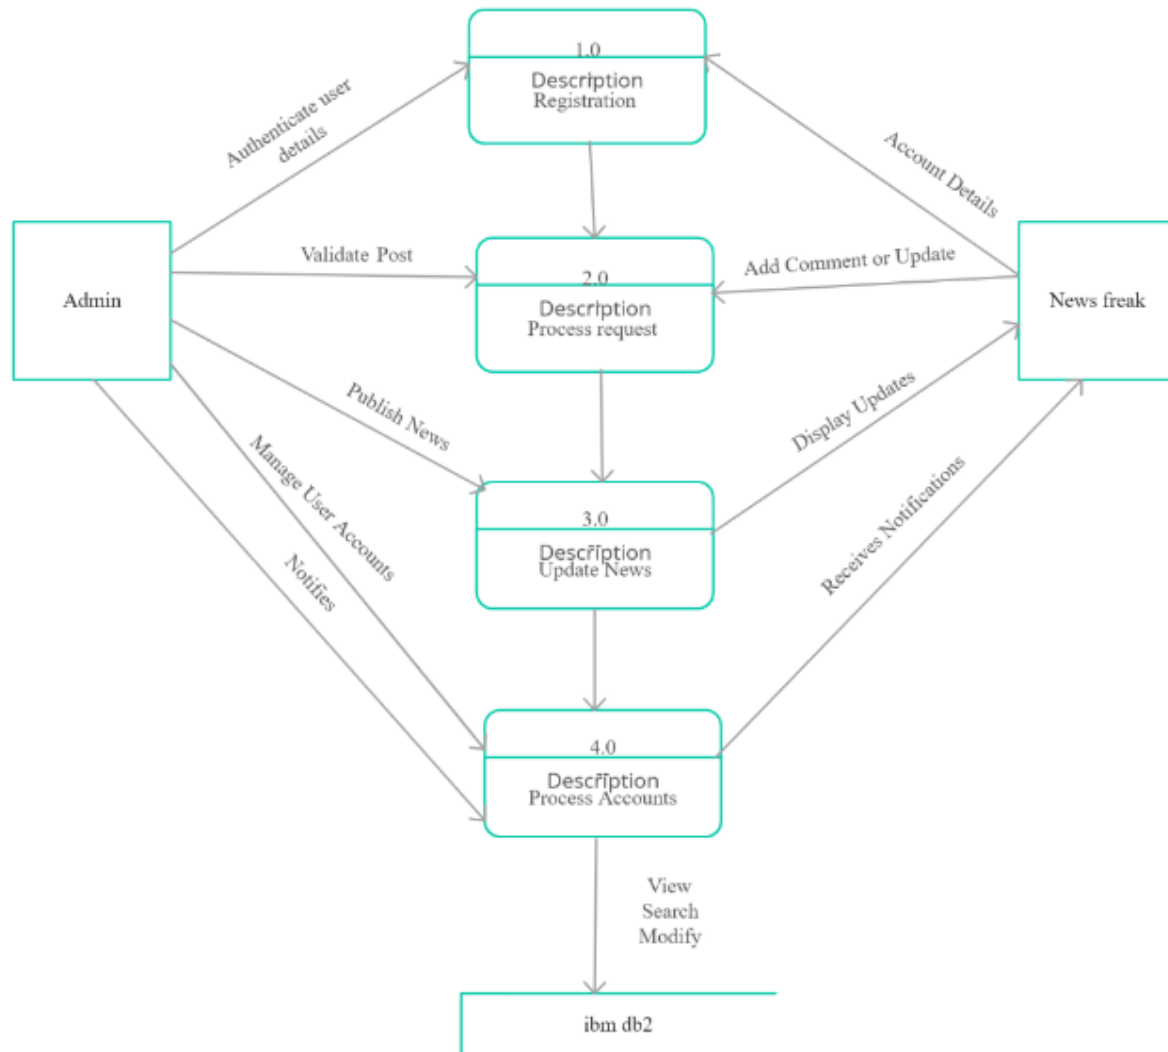 1.0
Description
Registration
Authenticate user
details
Account Details
Validate Post
Add Comment or Update
Admin
2.0
Description
Process request
News freak
Publish News
Display Updates
Manage User Accounts
Notifies
3.0
Description
Update News
Receives Notifications
4.0
Description
Process Accounts
View
Search
Modify
ibm db2